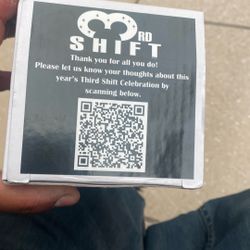 3RD
SHIFT
Thank you for all you do!
Please let us know your thoughts about this
year's Third Shift Celebration by
scanning below.